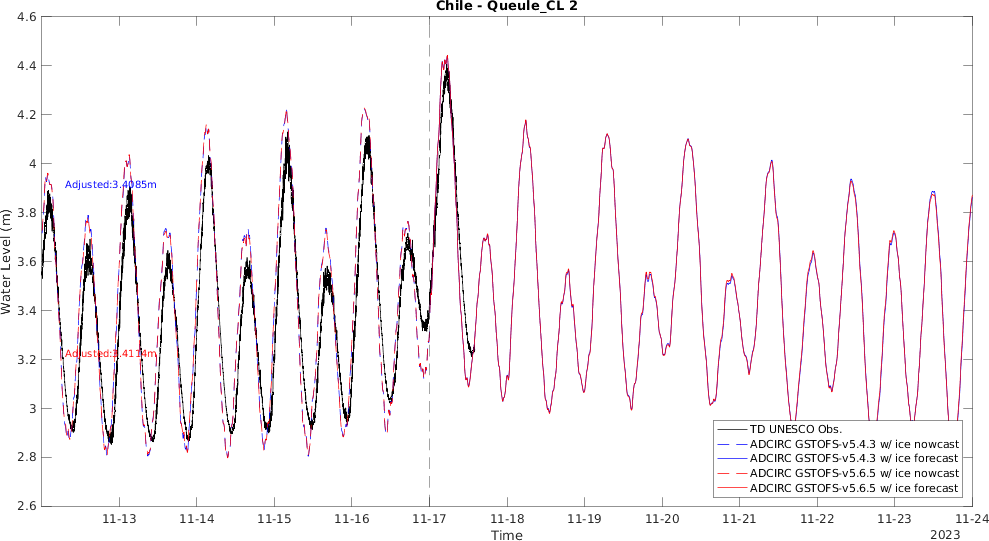 Chile - Queule_CL 2
Water Level (m)
4.6
4.4
4.2
4
3.8
3.6
3.4
3.2
3
2.8
2.6
Adjusted:3.4085m
Adjusted:3.4114m
TD UNESCO Obs.
ADCIRC GSTOFS-v5.4.3 w/ ice nowcast
ADCIRC GSTOFS-v5.4.3 w/ ice forecast
ADCIRC GSTOFS-v5.6.5 w/ ice nowcast
ADCIRC GSTOFS-v5.6.5 w/ ice forecast
11-13 11-14 11-15 11-16 11-17 11-18 11-19 11-20 11-21 11-22 11-23 11-24
Time
2023